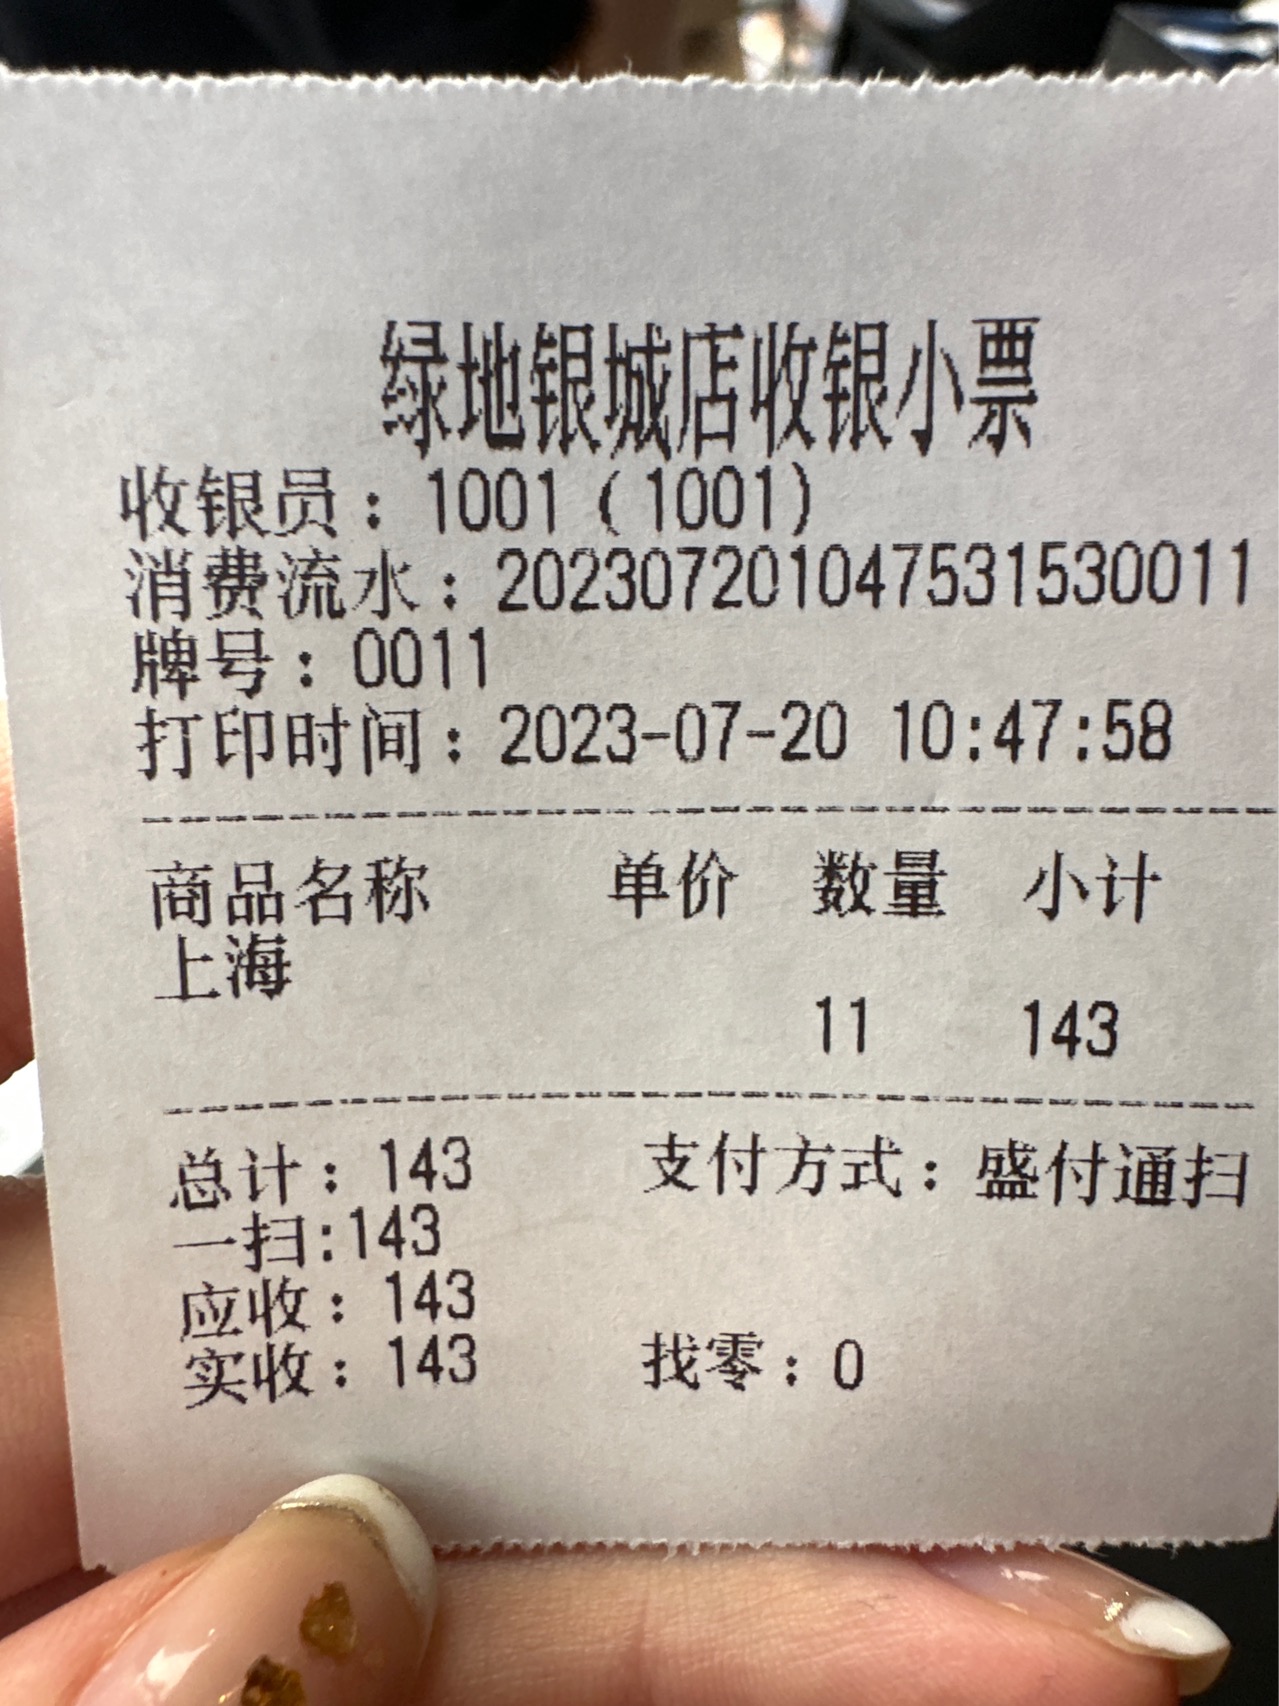 绿地银城店收银小票
收银员：1001（1001）
消费流水：202307201047531530011
牌号：0011
打印时间：2023-07-20 10:47:58
商品名称 单价 数量 小计
上海
11 143
总计：143 支付方式：盛付通扫
一扫:143
应收：143
实收：143 找零：0